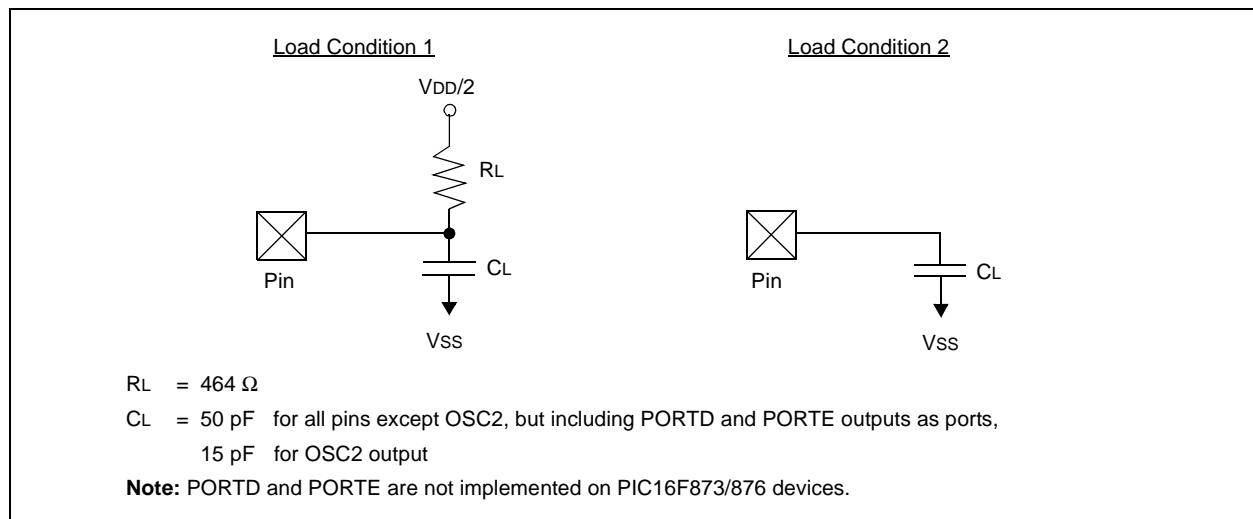 Load Condition 1
Load Condition 2
VDD/2
RL
Pin
CL
VSS
Pin
CL
VSS
RL = 464 Ω
CL = 50 pF for all pins except OSC2, but including PORTD and PORTE outputs as ports,
15 pF for OSC2 output
Note: PORTD and PORTE are not implemented on PIC16F873/876 devices.